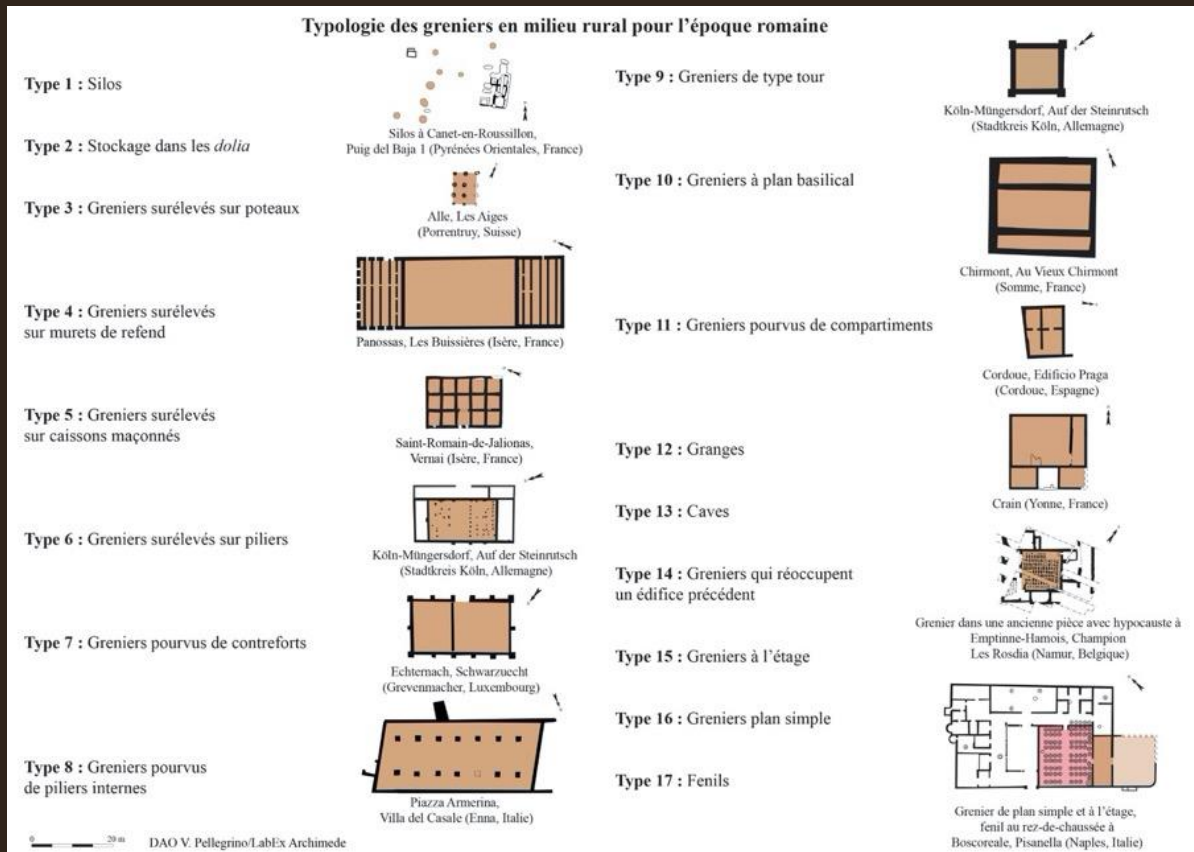 Typologie des greniers en milieu rural pour l'époque romaine
Type 1 : Silos
Silos à Canet-en-Roussillon,
Puig del Baja 1 (Pyrénées Orientales, France)
Type 2 : Stockage dans les dolia
Type 3 : Greniers surélevés sur poteaux
Alle, Les Aiges
(Porrentruy, Suisse)
Type 4 : Greniers surélevés
sur murets de refend
Panossas, Les Buissières (Isère, France)
Type 5 : Greniers surélevés
sur caissons maçonnés
Saint-Romain-de-Jalionas,
Vernai (Isère, France)
Type 6 : Greniers surélevés sur piliers
Köln-Müngersdorf, Auf der Steinrutsch
(Stadtkreis Köln, Allemagne)
Type 7 : Greniers pourvus de contreforts
Echternach, Schwarzuecht
(Grevenmacher, Luxembourg)
Type 8 : Greniers pourvus
de piliers internes
Piazza Armerina,
Villa del Casale (Enna, Italie)
0 20 m
DAO V. Pellegrino/LabEx Archimede
Type 9 : Greniers de type tour
Köln-Müngersdorf, Auf der Steinrutsch
(Stadtkreis Köln, Allemagne)
Type 10 : Greniers à plan basilical
Chirmont, Au Vieux Chirmont
(Somme, France)
Type 11 : Greniers pourvus de compartiments
Cordoue, Edificio Praga
(Cordoue, Espagne)
Type 12 : Granges
Crain (Yonne, France)
Type 13 : Caves
Type 14 : Greniers qui réoccupent
un édifice précédent
Grenier dans une ancienne pièce avec hypocauste à
Emptinne-Hamois, Champion
Les Rosdia (Namur, Belgique)
Type 15 : Greniers à l'étage
Type 16 : Greniers plan simple
Type 17 : Fenils
Grenier de plan simple et à l'étage,
fenil au rez-de-chaussée à
Boscoreale, Pisanella (Naples, Italie)